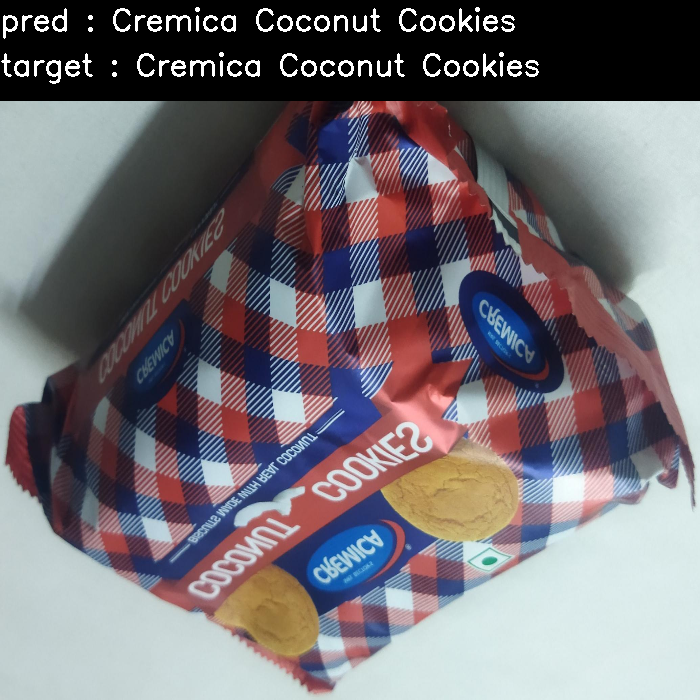 pred : Cremica Coconut Cookies
target : Cremica Coconut Cookies
COCONUT COOKIES
CREMICA
CREMICA
BISCUITS MADE WITH REAL COCONUT
COCONUT COOKIES
CREMICA